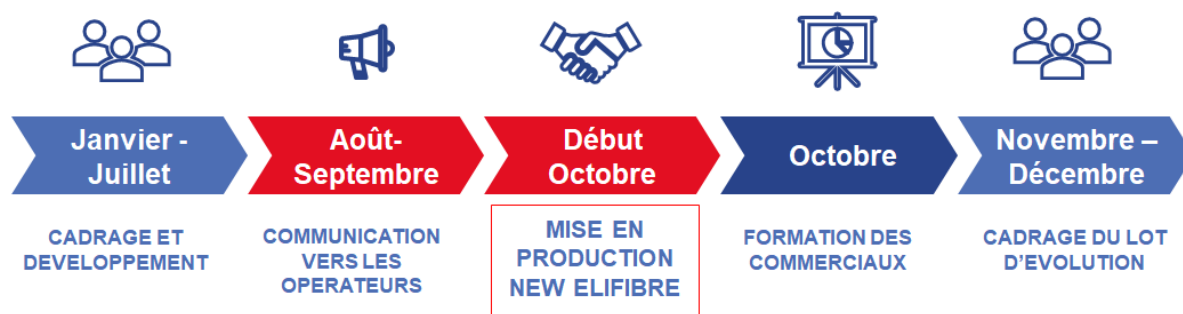 Janvier -
Juillet
Août-
Septembre
Début
Octobre
Octobre
Novembre –
Décembre
CADRAGE ET
DEVELOPPEMENT
COMMUNICATION
VERS LES
OPERATEURS
MISE EN
PRODUCTION
NEW ELIFIBRE
FORMATION DES
COMMERCIAUX
CADRAGE DU LOT
D’EVOLUTION